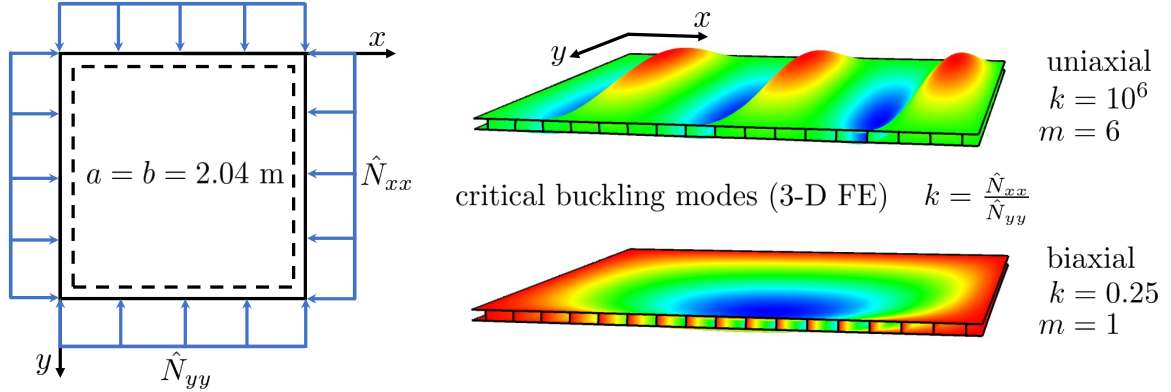 x
a = b = 2.04 m
N̂xx
y
N̂yy
x
y
uniaxial
k = 10⁶
m = 6
critical buckling modes (3-D FE) k = N̂xx/N̂yy
biaxial
k = 0.25
m = 1